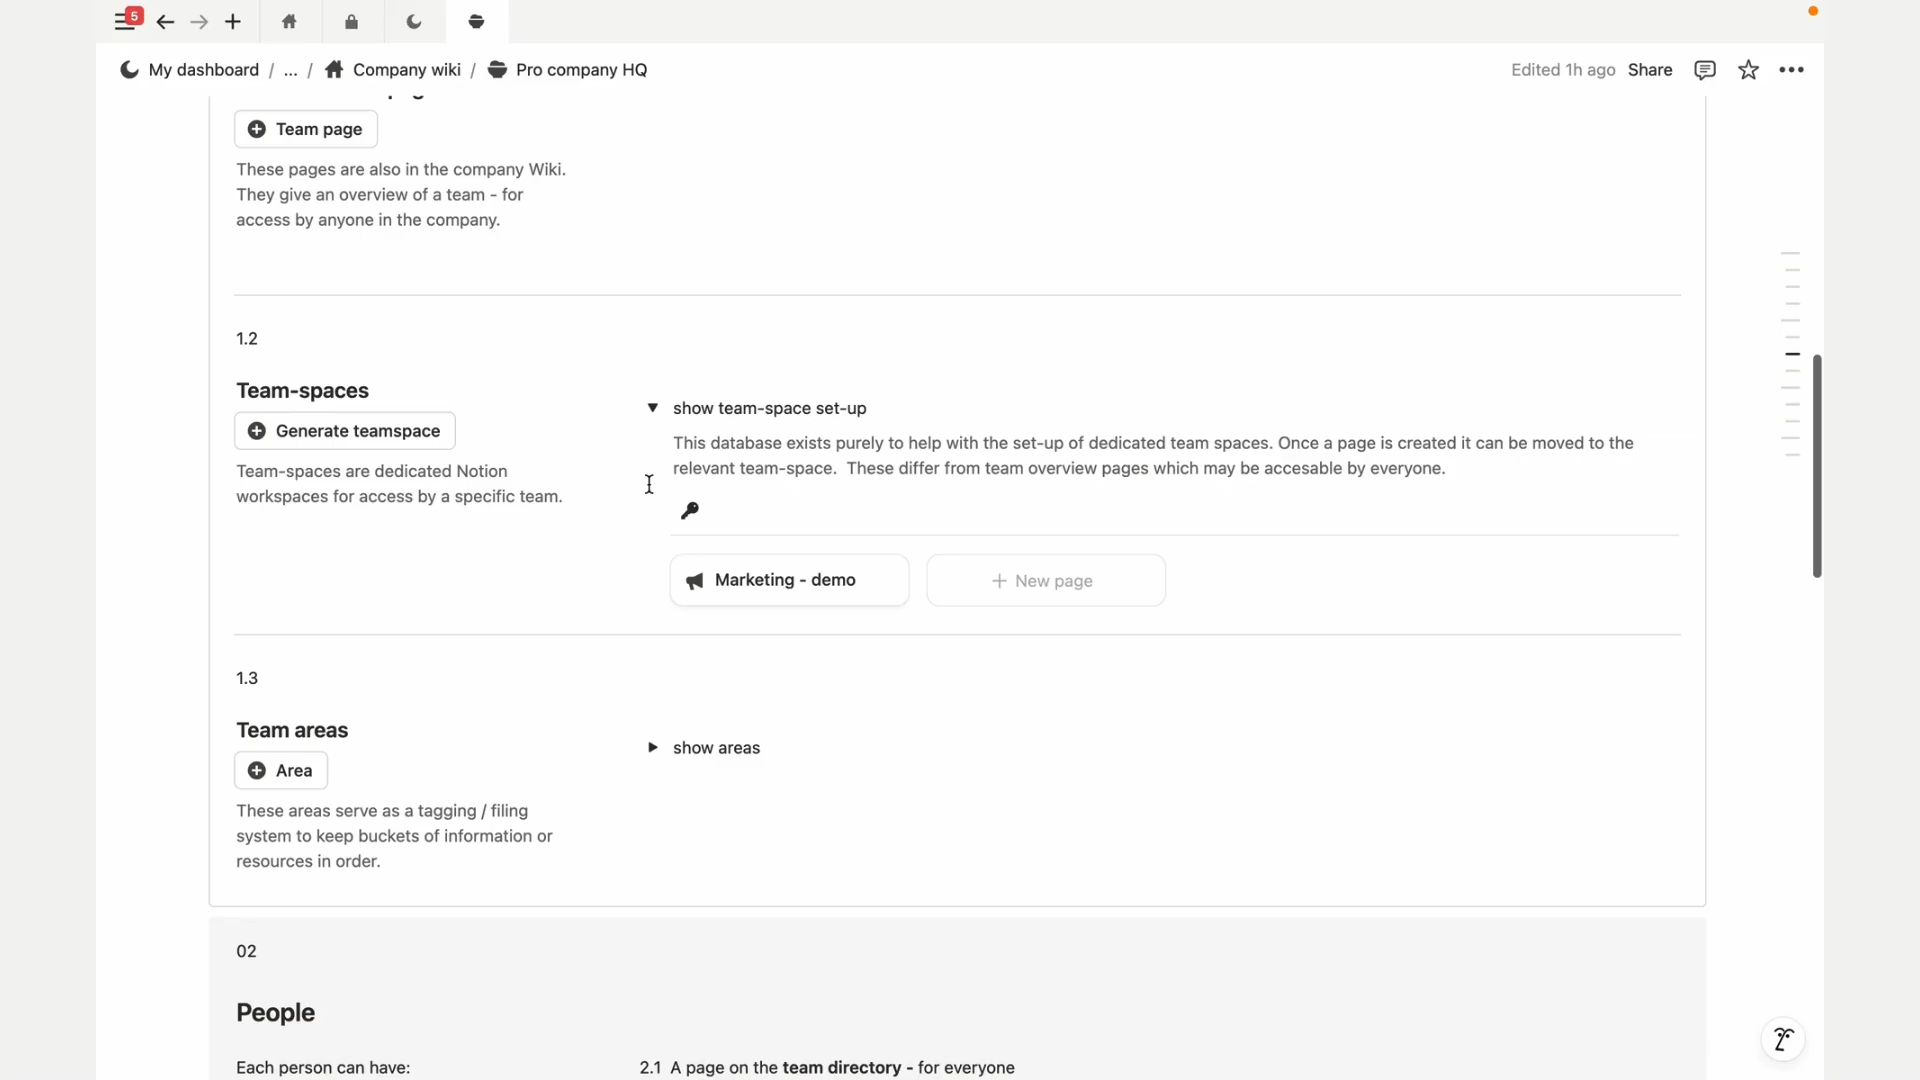 5
My dashboard / ... / Company wiki / Pro company HQ
Edited 1h ago Share
Team page
These pages are also in the company Wiki.
They give an overview of a team - for
access by anyone in the company.
1.2
Team-spaces
Generate teamspace
Team-spaces are dedicated Notion
workspaces for access by a specific team.
show team-space set-up
This database exists purely to help with the set-up of dedicated team spaces. Once a page is created it can be moved to the
relevant team-space. These differ from team overview pages which may be accesable by everyone.
Marketing - demo
+ New page
1.3
Team areas
Area
These areas serve as a tagging / filing
system to keep buckets of information or
resources in order.
show areas
02
People
Each person can have:
2.1 A page on the team directory - for everyone